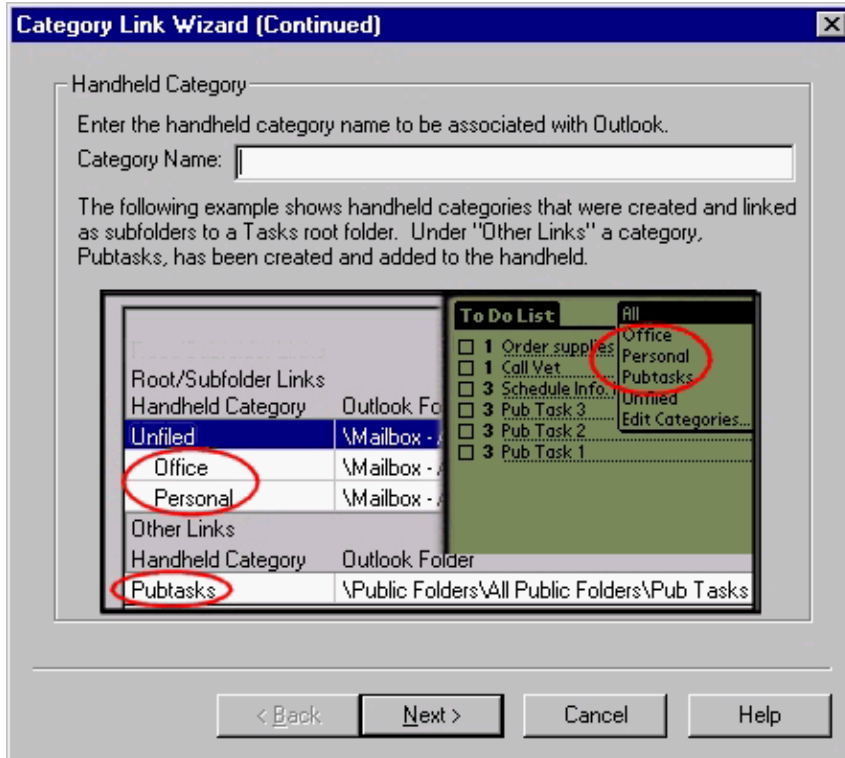 Category Link Wizard (Continued)
Handheld Category
Enter the handheld category name to be associated with Outlook.
Category Name:
The following example shows handheld categories that were created and linked
as subfolders to a Tasks root folder. Under "Other Links" a category,
Pubtasks, has been created and added to the handheld.
Root/Subfolder Links
Handheld Category Outlook Fo
Unfiled \Mailbox -
Office \Mailbox -
Personal \Mailbox -
Other Links
Handheld Category Outlook Folder
Pubtasks \Public Folders\All Public Folders\Pub Tasks
To Do List
1 Order supplies
1 Call Vet
3 Schedule Info.
3 Pub Task 3
3 Pub Task 2
3 Pub Task 1
All
Office
Personal
Pubtasks
Unfiled
Edit Categories...
< Back Next > Cancel Help